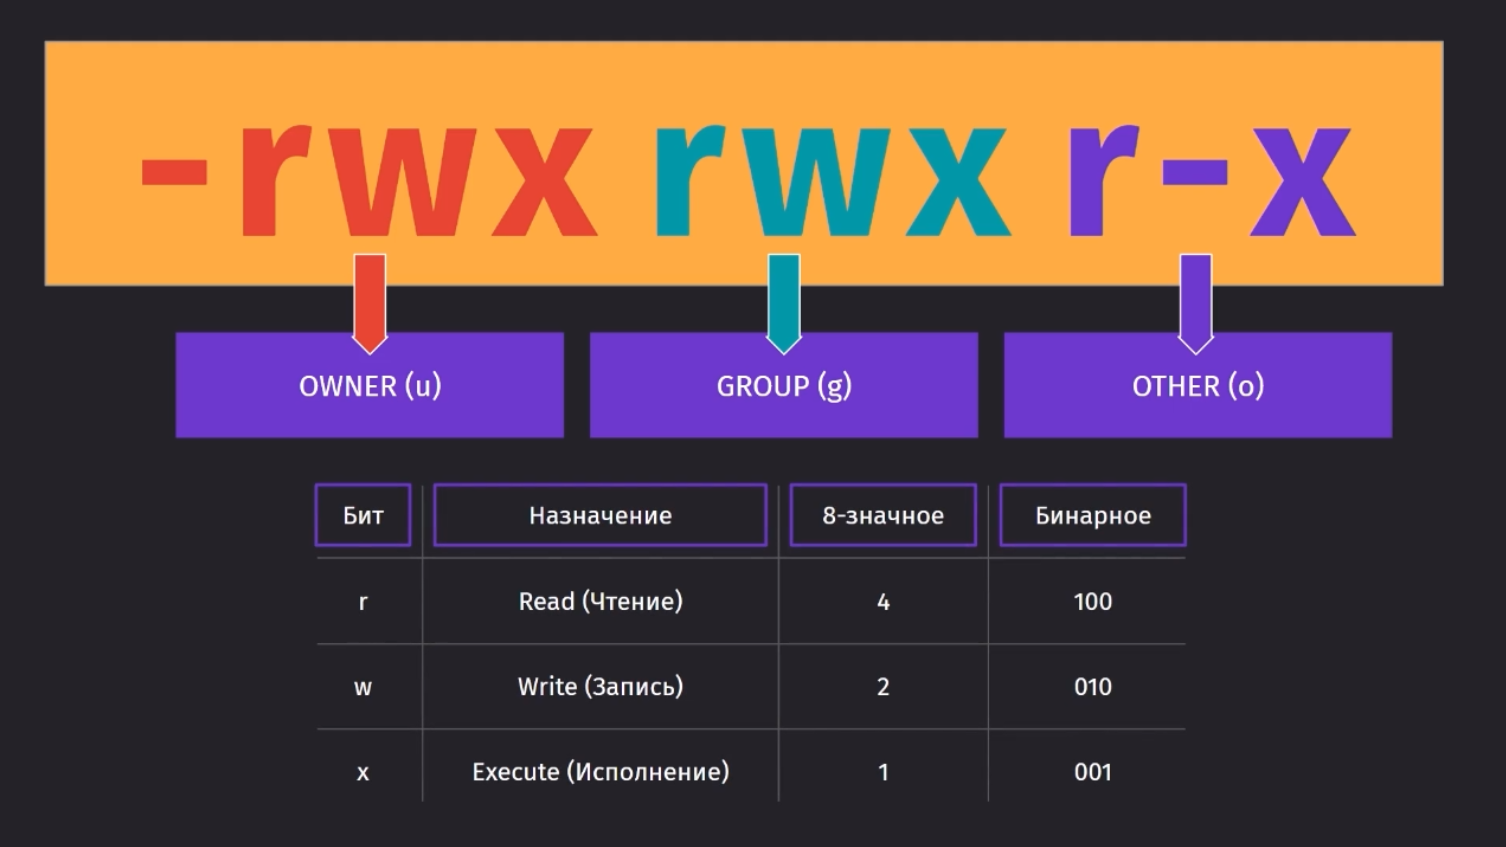 -rwx rwx r-x
OWNER (u) GROUP (g) OTHER (o)
Бит Назначение 8-значное Бинарное
r Read (Чтение) 4 100
w Write (Запись) 2 010
x Execute (Исполнение) 1 001